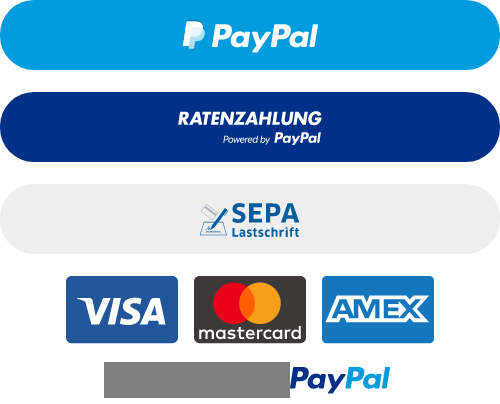 PayPal
RATENZAHLUNG
Powered by PayPal
SEPA
Lastschrift
VISA
mastercard
AMEX
PayPal